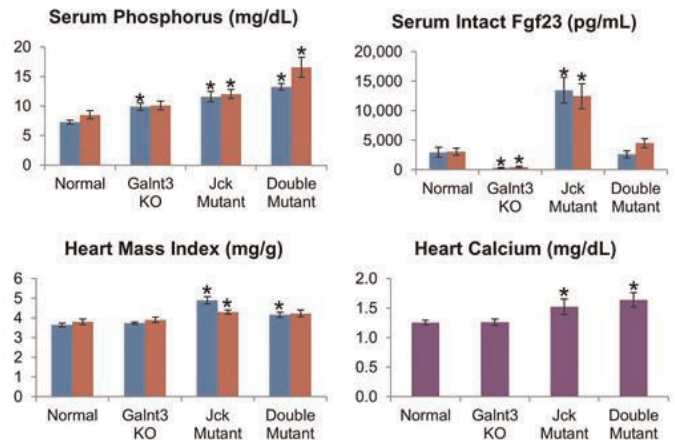 Serum Phosphorus (mg/dL)
20
15
10
5
0
* * * * *
Normal Galnt3 KO Jck Mutant Double Mutant
Serum Intact Fgf23 (pg/mL)
20,000
15,000
10,000
5,000
0
* * * *
Normal Galnt3 KO Jck Mutant Double Mutant
Heart Mass Index (mg/g)
6
5
4
3
2
1
0
* * *
Normal Galnt3 KO Jck Mutant Double Mutant
Heart Calcium (mg/dL)
2.0
1.5
1.0
0.5
0.0
* *
Normal Galnt3 KO Jck Mutant Double Mutant